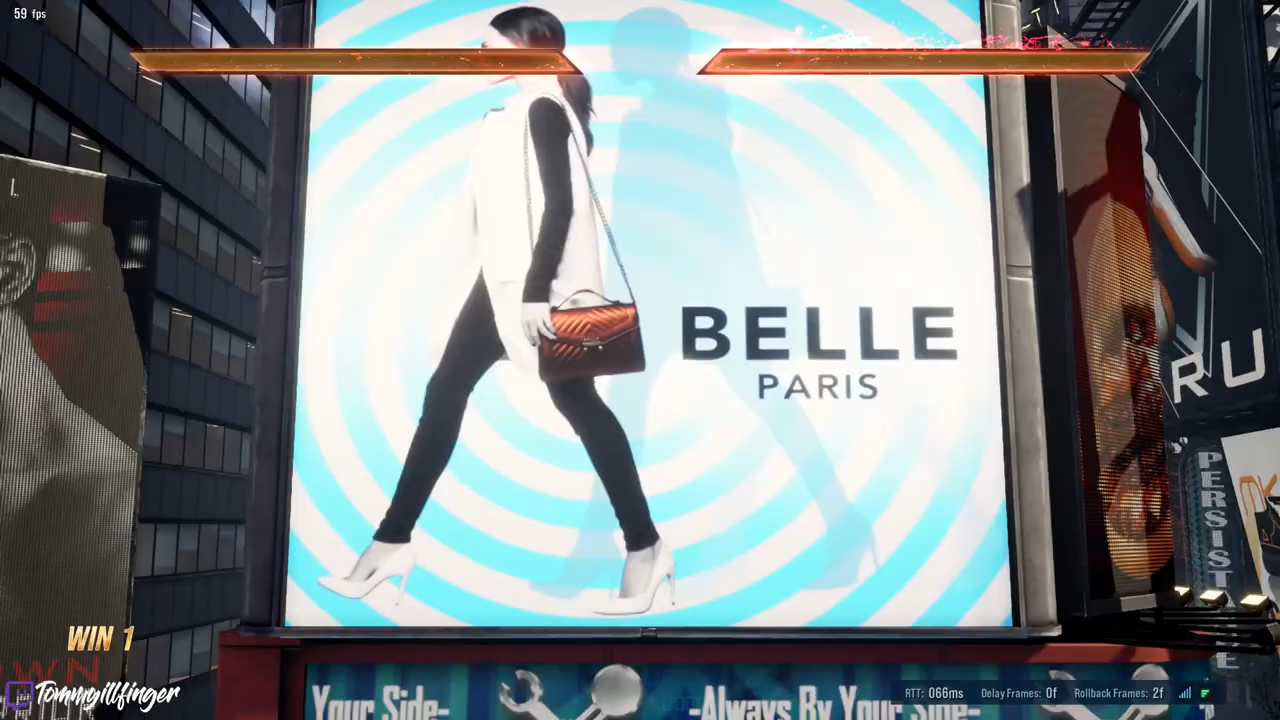 59 fps
BELLE
PARIS
RU
PERSIST
WIN 1
Tommyillfinger
Your Side-
-Always By Your Side-
RTT: 066ms Delay Frames: 0f Rollback Frames: 2f